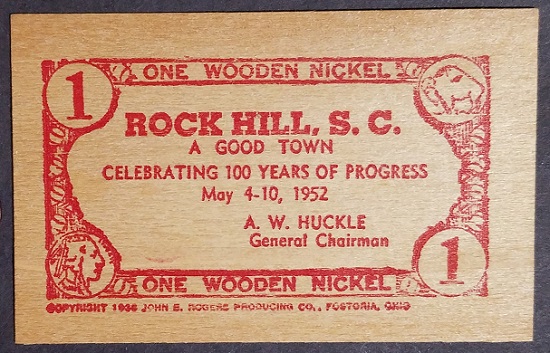 1 ONE WOODEN NICKEL
ROCK HILL, S. C.
A GOOD TOWN
CELEBRATING 100 YEARS OF PROGRESS
May 4-10, 1952
A. W. HUCKLE
General Chairman
ONE WOODEN NICKEL 1
COPYRIGHT 1936 JOHN E. ROGERS PRODUCING CO., FOSTORIA, OHIO